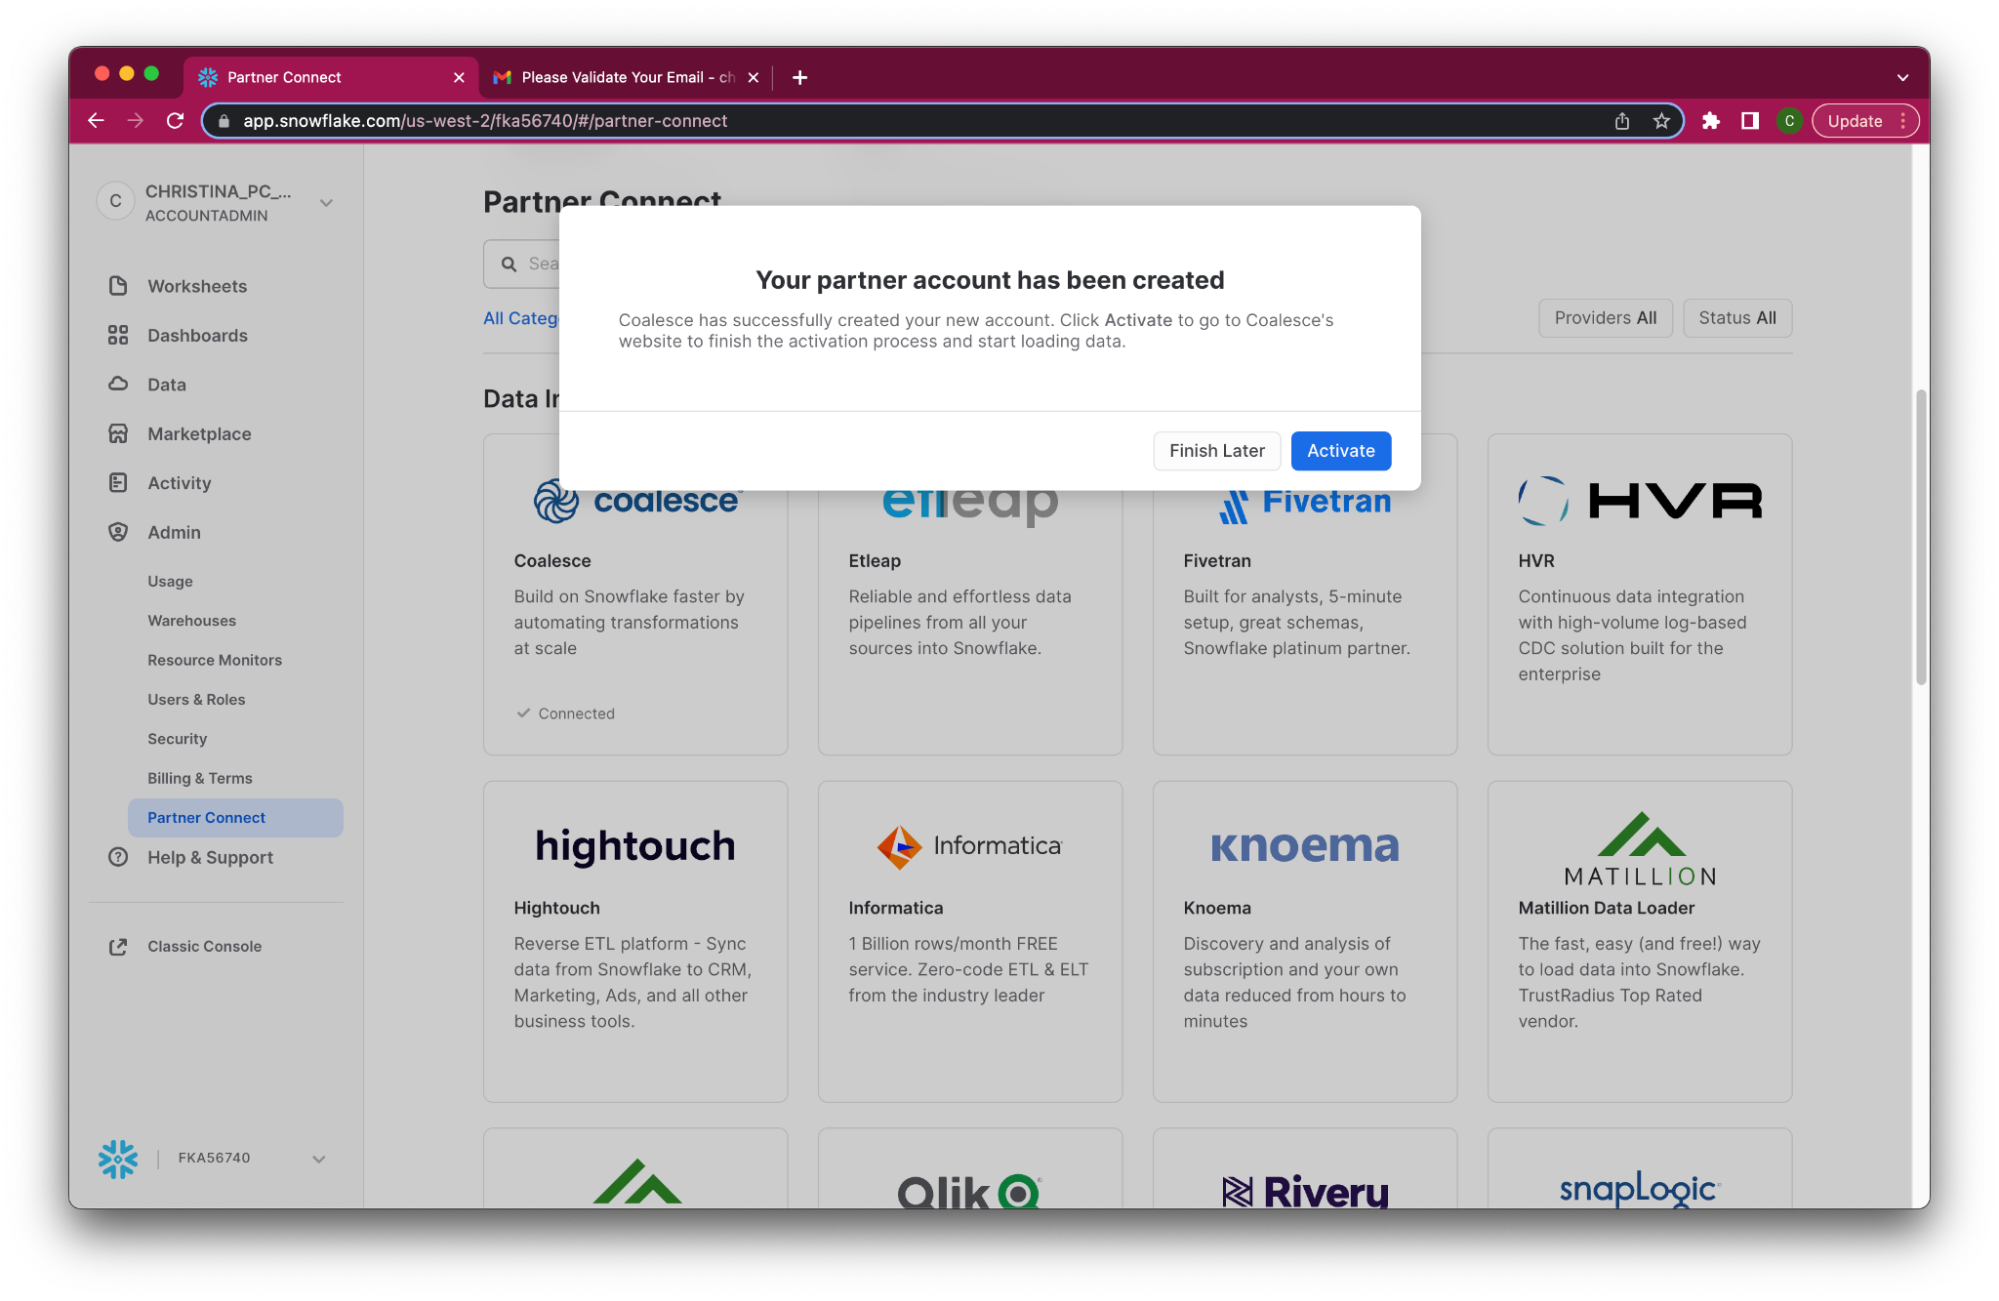 Partner Connect
Please Validate Your Email - ch
app.snowflake.com/us-west-2/fka56740/#/partner-connect
C
Update
C
CHRISTINA_PC_...
ACCOUNTADMIN
Worksheets
Dashboards
Data
Marketplace
Activity
Admin
Usage
Warehouses
Resource Monitors
Users & Roles
Security
Billing & Terms
Partner Connect
Help & Support
Classic Console
FKA56740
Partner Connect
Sea
All Categ
Providers All
Status All
Your partner account has been created
Coalesce has successfully created your new account. Click Activate to go to Coalesce's
website to finish the activation process and start loading data.
Finish Later
Activate
Data In
coalesce
Coalesce
Build on Snowflake faster by
automating transformations
at scale
Connected
etleap
Etleap
Reliable and effortless data
pipelines from all your
sources into Snowflake.
Fivetran
Fivetran
Built for analysts, 5-minute
setup, great schemas,
Snowflake platinum partner.
HVR
HVR
Continuous data integration
with high-volume log-based
CDC solution built for the
enterprise
hightouch
Hightouch
Reverse ETL platform - Sync
data from Snowflake to CRM,
Marketing, Ads, and all other
business tools.
Informatica
Informatica
1 Billion rows/month FREE
service. Zero-code ETL & ELT
from the industry leader
knoema
Knoema
Discovery and analysis of
subscription and your own
data reduced from hours to
minutes
MATILLION
Matillion Data Loader
The fast, easy (and free!) way
to load data into Snowflake.
TrustRadius Top Rated
vendor.
Qlik
Rivery
snapLogic